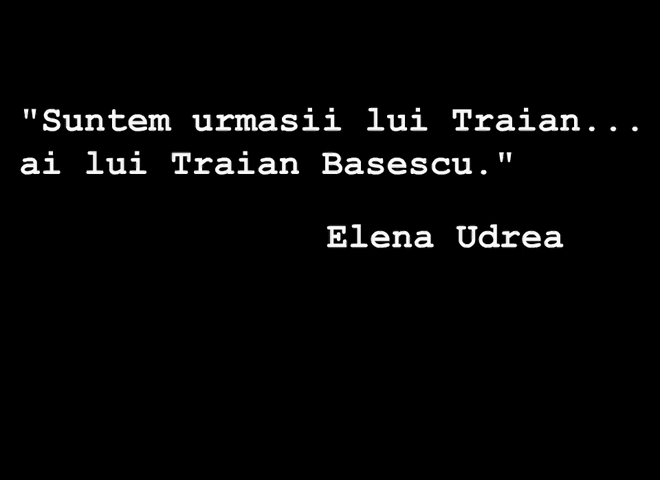 "Suntem urmasii lui Traian...
ai lui Traian Basescu."
Elena Udrea